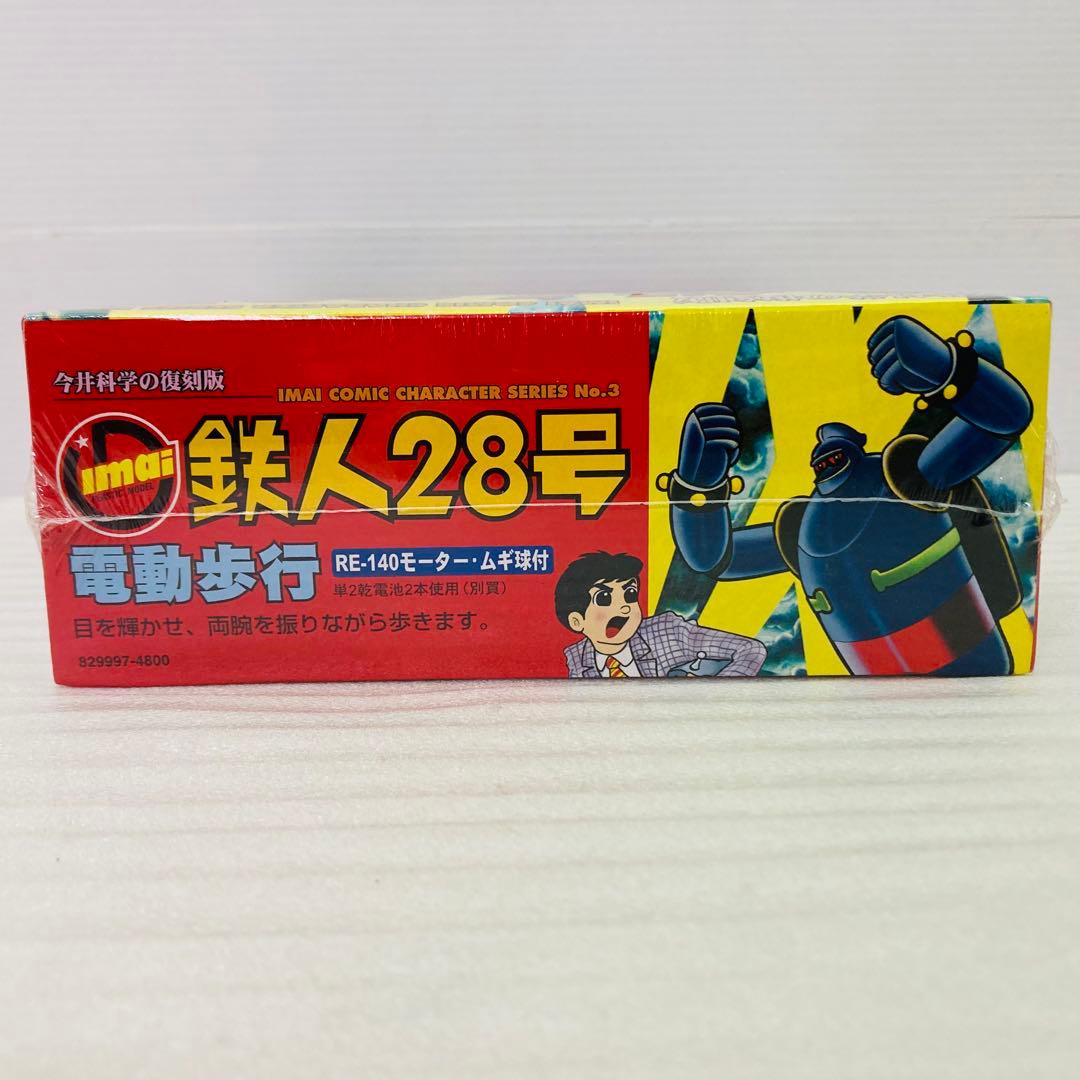 今井科学の復刻版
IMAI COMIC CHARACTER SERIES No.3
Imai
PLASTIC MODEL
鉄人28号
電動歩行
RE-140モーター・ムギ球付
単2乾電池2本使用(別買)
目を輝かせ、両腕を振りながら歩きます。
829997-4800